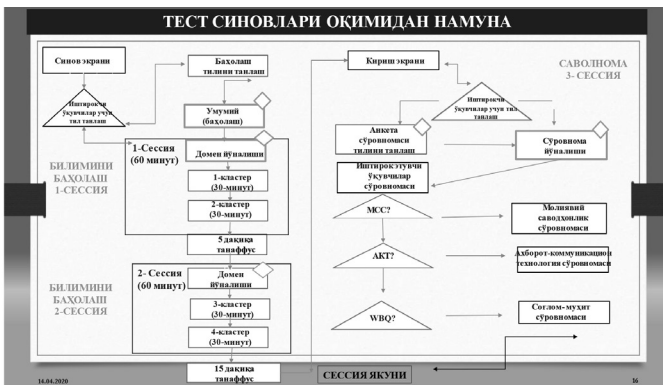 ТЕСТ СИНОВЛАРИ ОҚИМИДАН НАМУНА
Синов экрани
Иштирокчи
ўқувчилар учун
тил танлаш
Баҳолаш
тилини танлаш
Умумий
(баҳолаш)
БИЛИМИНИ
БАҲОЛАШ
1-СЕССИЯ
1-Сессия
(60 минут)
Домен йўналиши
1-кластер
(30-минут)
2-кластер
(30-минут)
5 дақиқа
танаффус
БИЛИМИНИ
БАҲОЛАШ
2-СЕССИЯ
2- Сессия
(60 минут)
Домен
йўналиши
3-кластер
(30-минут)
4-кластер
(30-минут)
15 дақиқа
танаффус
Кириш экрани
САВОЛНОМА
3- СЕССИЯ
Иштирокчи
ўқувчилар учун тил
танлаш
Анкета
сўровномаси
тилини танлаш
Сўровнома
йўналиши
Иштирок этувчи
ўқувчилар
сўровномаси
МСС?
Молиявий
саводҳонлик
сўровномаси
АКТ?
Ахборот-коммуникацион
технология сўровномаси
WBQ?
Соғлом-муҳит
сўровномаси
СЕССИЯ ЯКУНИ
14.04.2020
16